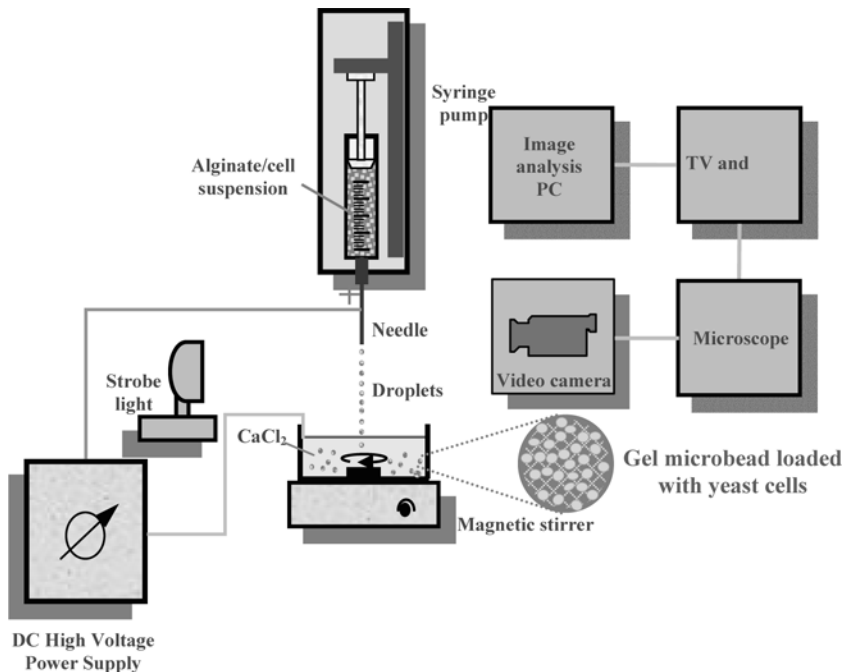 Syringe
pump
Alginate/cell
suspension
Image
analysis
PC
TV and
Needle
Microscope
Video camera
Strobe
light
Droplets
CaCl₂
Gel microbead loaded
with yeast cells
Magnetic stirrer
DC High Voltage
Power Supply